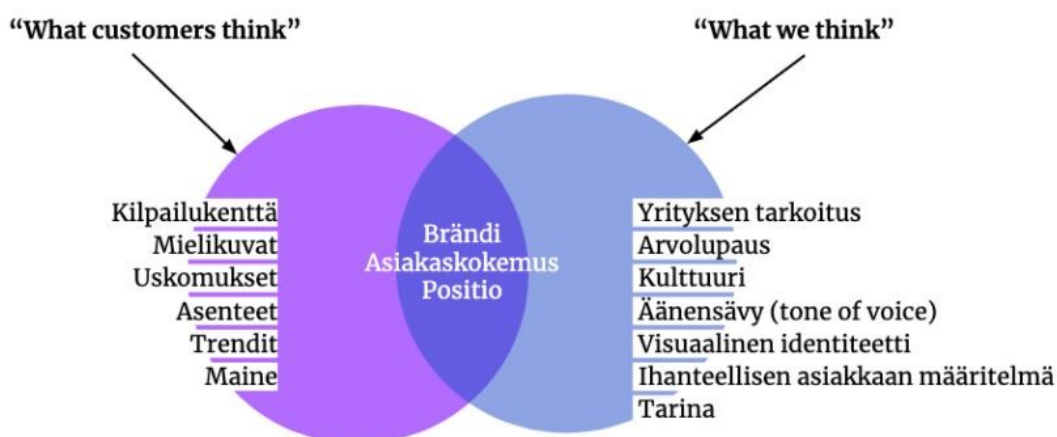 “What customers think”
“What we think”
Kilpailukenttä
Mielikuvat
Uskomukset
Asenteet
Trendit
Maine
Brändi
Asiakaskokemus
Positio
Yrityksen tarkoitus
Arvolupaus
Kulttuuri
Äänensävy (tone of voice)
Visuaalinen identiteetti
Ihanteellisen asiakkaan määritelmä
Tarina